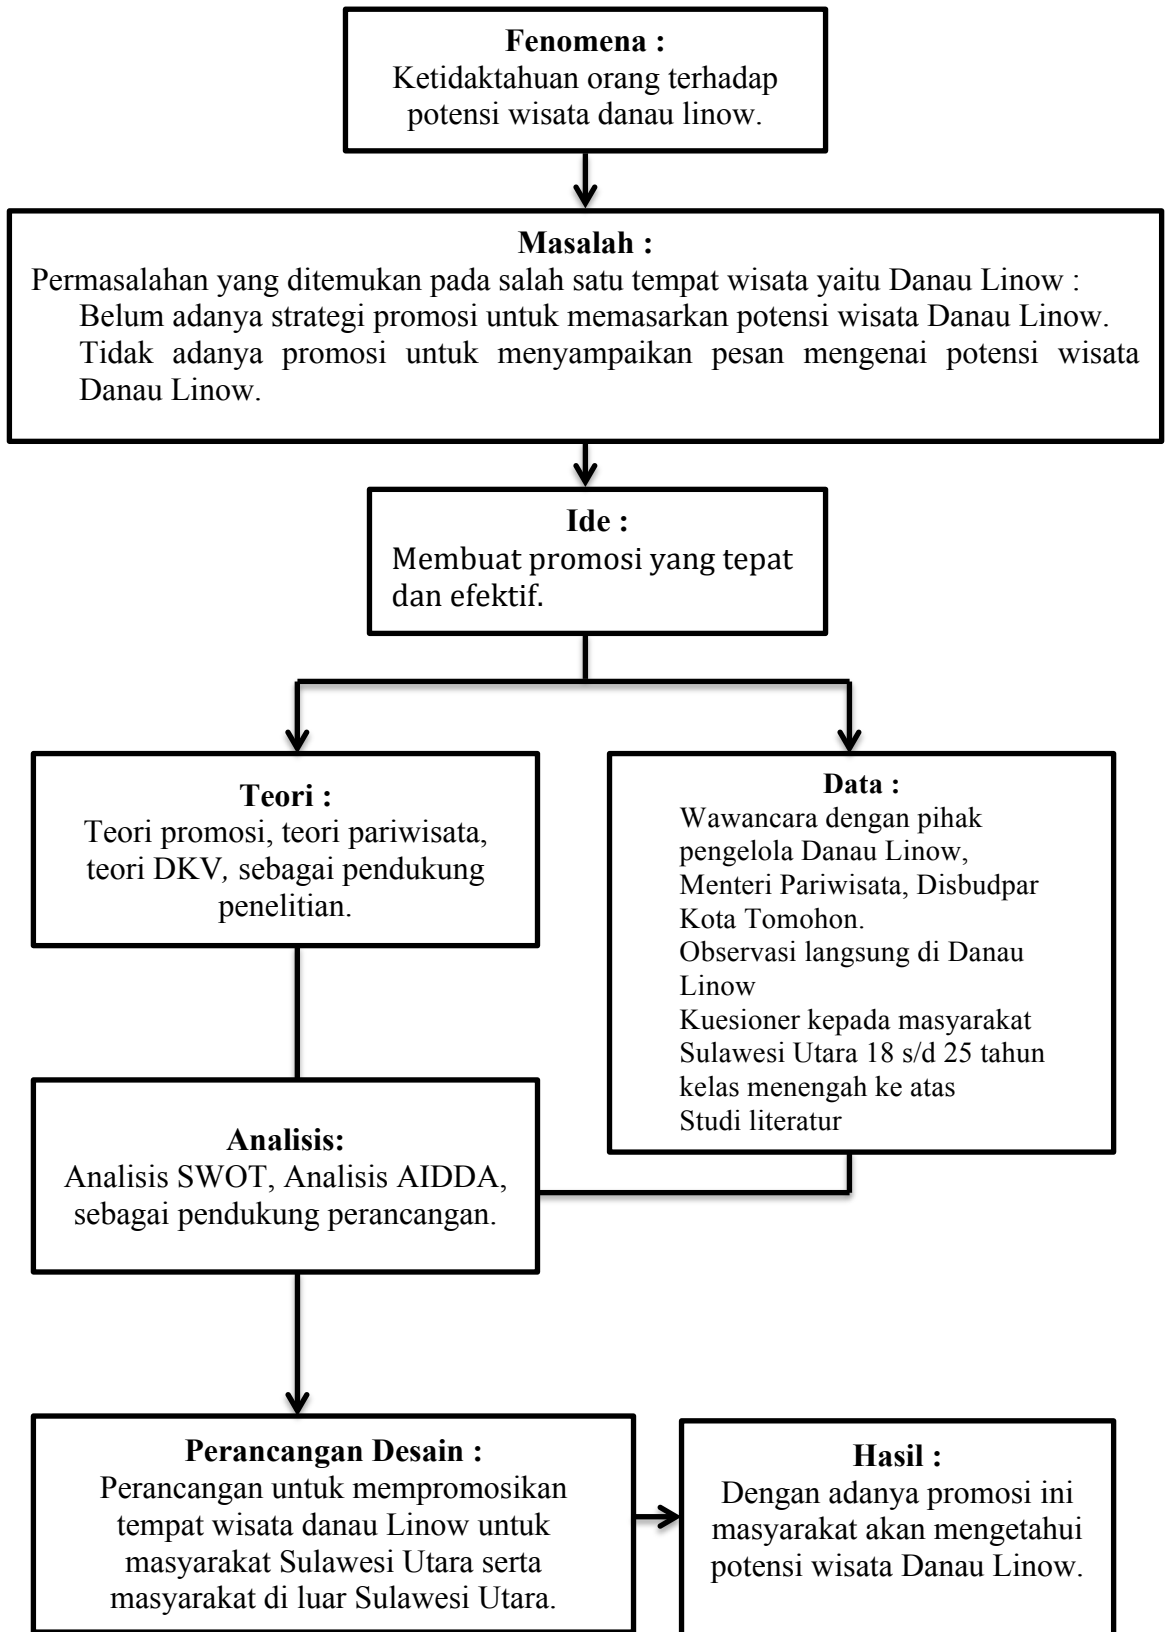 Fenomena :
Ketidaktahuan orang terhadap
potensi wisata danau linow.
Masalah :
Permasalahan yang ditemukan pada salah satu tempat wisata yaitu Danau Linow :
Belum adanya strategi promosi untuk memasarkan potensi wisata Danau Linow.
Tidak adanya promosi untuk menyampaikan pesan mengenai potensi wisata
Danau Linow.
Ide :
Membuat promosi yang tepat
dan efektif.
Teori :
Teori promosi, teori pariwisata,
teori DKV, sebagai pendukung
penelitian.
Data :
Wawancara dengan pihak
pengelola Danau Linow,
Menteri Pariwisata, Disbudpar
Kota Tomohon.
Observasi langsung di Danau
Linow
Kuesioner kepada masyarakat
Sulawesi Utara 18 s/d 25 tahun
kelas menengah ke atas
Studi literatur
Analisis:
Analisis SWOT, Analisis AIDDA,
sebagai pendukung perancangan.
Perancangan Desain :
Perancangan untuk mempromosikan
tempat wisata danau Linow untuk
masyarakat Sulawesi Utara serta
masyarakat di luar Sulawesi Utara.
Hasil :
Dengan adanya promosi ini
masyarakat akan mengetahui
potensi wisata Danau Linow.